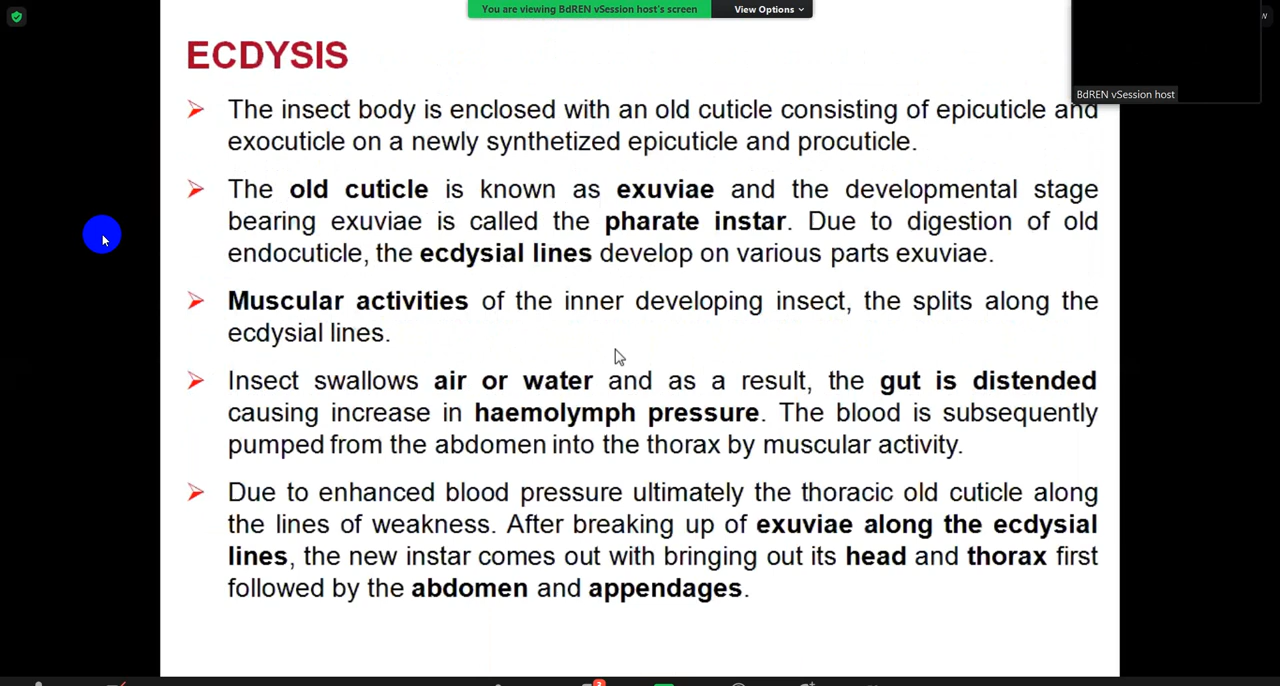 You are viewing BdREN vSession host's screen
View Options
ECDYSIS
BdREN vSession host
The insect body is enclosed with an old cuticle consisting of epicuticle and
exocuticle on a newly synthetized epicuticle and procuticle.
The old cuticle is known as exuviae and the developmental stage
bearing exuviae is called the pharate instar. Due to digestion of old
endocuticle, the ecdysial lines develop on various parts exuviae.
Muscular activities of the inner developing insect, the splits along the
ecdysial lines.
Insect swallows air or water and as a result, the gut is distended
causing increase in haemolymph pressure. The blood is subsequently
pumped from the abdomen into the thorax by muscular activity.
Due to enhanced blood pressure ultimately the thoracic old cuticle along
the lines of weakness. After breaking up of exuviae along the ecdysial
lines, the new instar comes out with bringing out its head and thorax first
followed by the abdomen and appendages.